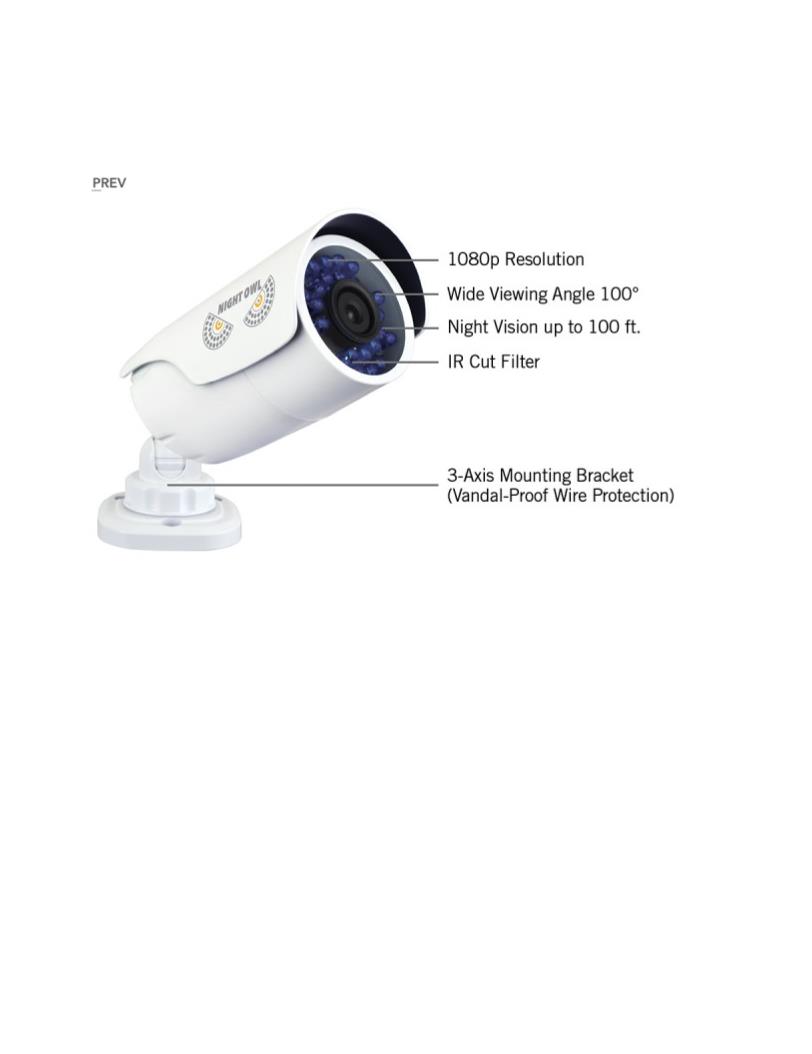 PREV
NIGHT OWL
1080p Resolution
Wide Viewing Angle 100°
Night Vision up to 100 ft.
IR Cut Filter
3-Axis Mounting Bracket
(Vandal-Proof Wire Protection)